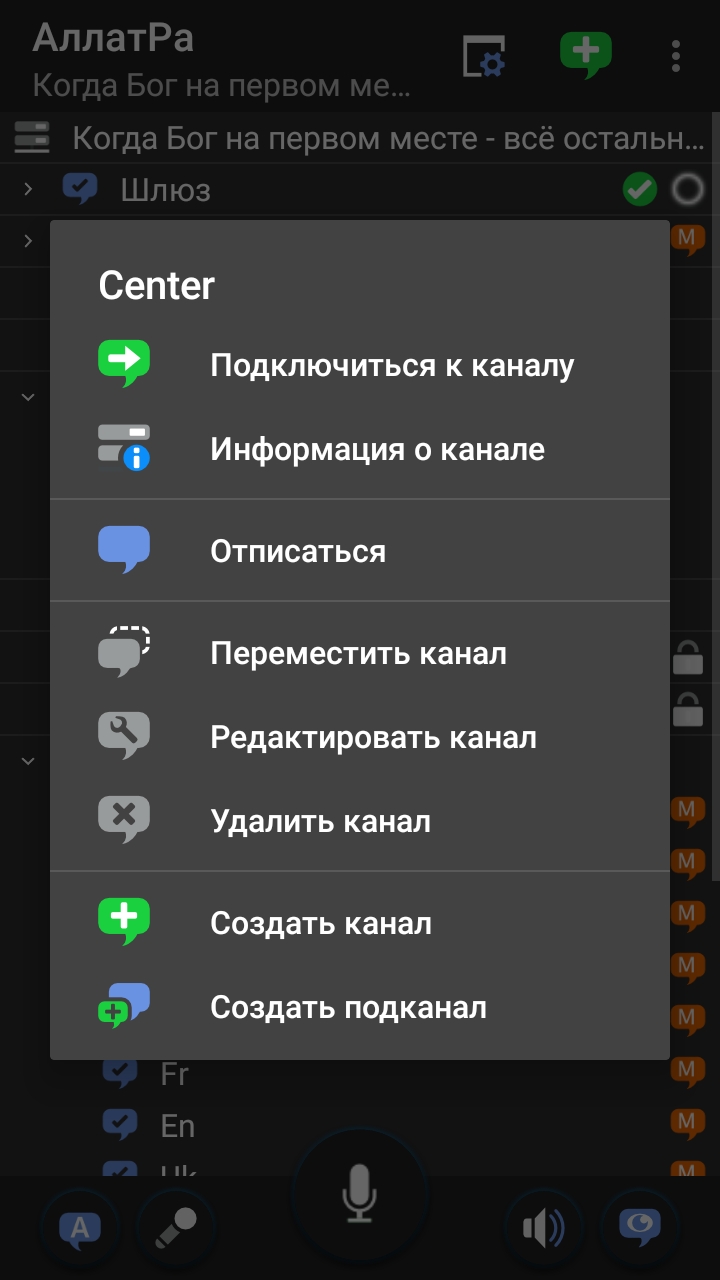 АллатРа
Когда Бог на первом ме...
Когда Бог на первом месте - всё остальн...
Шлюз
M
Center
Подключиться к каналу
Информация о канале
Отписаться
Переместить канал
Редактировать канал
Удалить канал
M
M
M
M
M
Создать канал
Создать подканал
Fr M
En M
Uk M
A